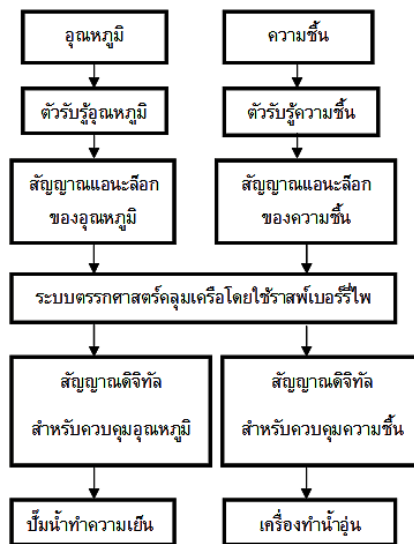 อุณหภูมิ
ความชื้น
ตัวรับรู้อุณหภูมิ
ตัวรับรู้ความชื้น
สัญญาณแอนะล็อก
ของอุณหภูมิ
สัญญาณแอนะล็อก
ของความชื้น
ระบบตรรกศาสตร์คลุมเครือโดยใช้ราสพ์เบอร์รี่ไพ
สัญญาณดิจิทัล
สำหรับควบคุมอุณหภูมิ
สัญญาณดิจิทัล
สำหรับควบคุมความชื้น
ปั๊มน้ำทำความเย็น
เครื่องทำน้ำอุ่น